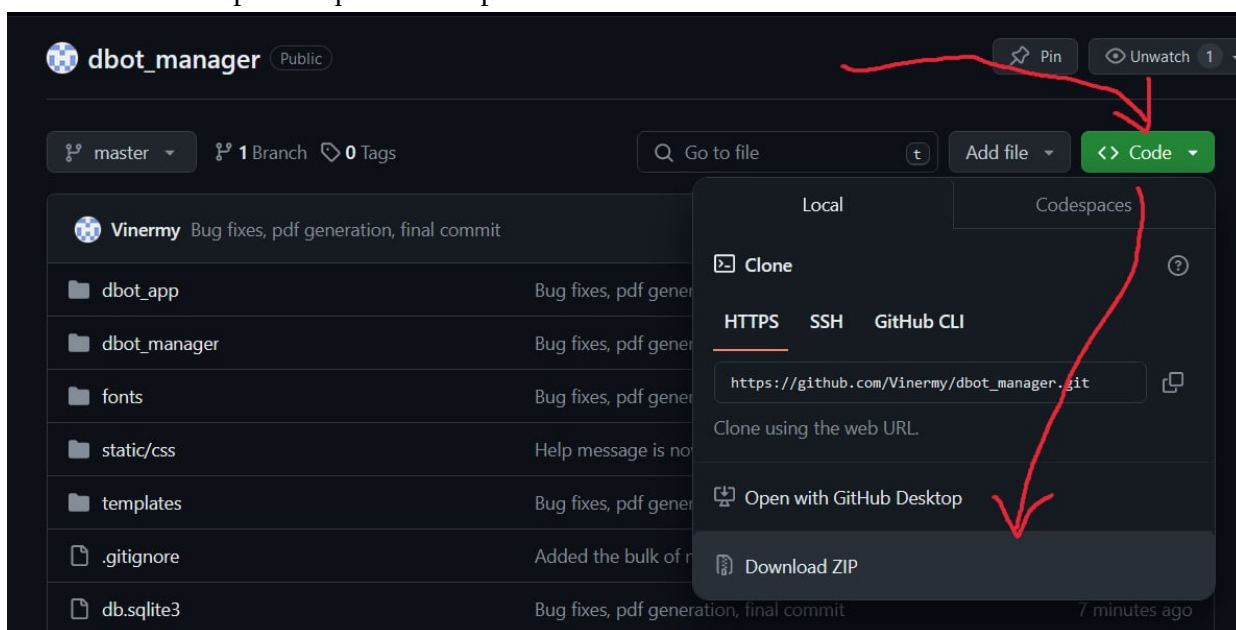 dbot_manager Public
Pin
Unwatch 1
master
1 Branch
0 Tags
Go to file
t
Add file
<> Code
Local
Codespaces
Vinermy Bug fixes, pdf generation, final commit
Clone
HTTPS SSH GitHub CLI
https://github.com/Vinermy/dbot_manager.git
Clone using the web URL.
Open with GitHub Desktop
Download ZIP
dbot_app Bug fixes, pdf gener
dbot_manager Bug fixes, pdf gener
fonts Bug fixes, pdf gener
static/css Help message is no
templates Bug fixes, pdf gener
.gitignore Added the bulk of
db.sqlite3 Bug fixes, pdf generation, final commit 7 minutes ago